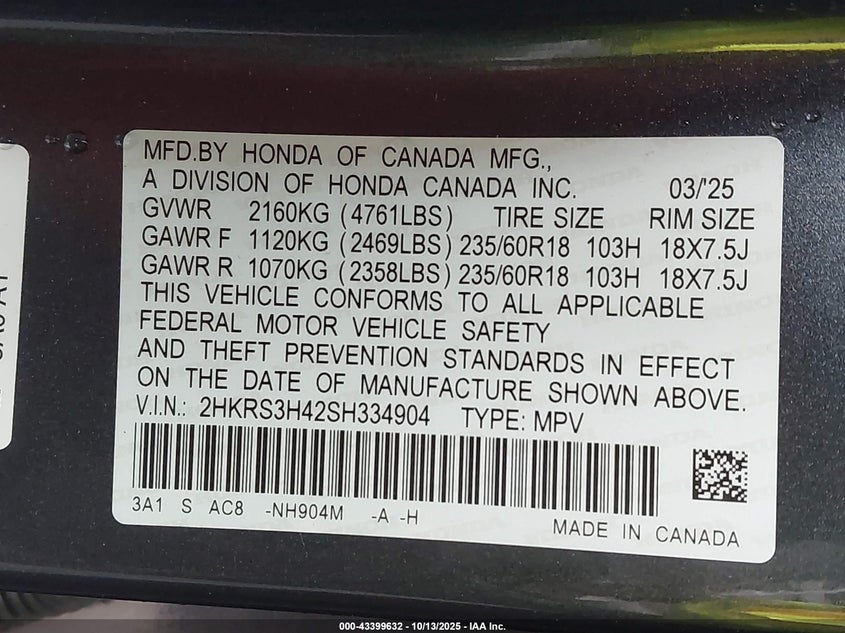 MFD.BY HONDA OF CANADA MFG.,
A DIVISION OF HONDA CANADA INC. 03/'25
GVWR 2160KG (4761LBS) TIRE SIZE RIM SIZE
GAWR F 1120KG (2469LBS) 235/60R18 103H 18X7.5J
GAWR R 1070KG (2358LBS) 235/60R18 103H 18X7.5J
THIS VEHICLE CONFORMS TO ALL APPLICABLE
FEDERAL MOTOR VEHICLE SAFETY
AND THEFT PREVENTION STANDARDS IN EFFECT
ON THE DATE OF MANUFACTURE SHOWN ABOVE.
V.I.N.: 2HKRS3H42SH334904 TYPE: MPV
3A1 S AC8 -NH904M -A -H
MADE IN CANADA
000-43399632 - 10/13/2025 - IAA Inc.